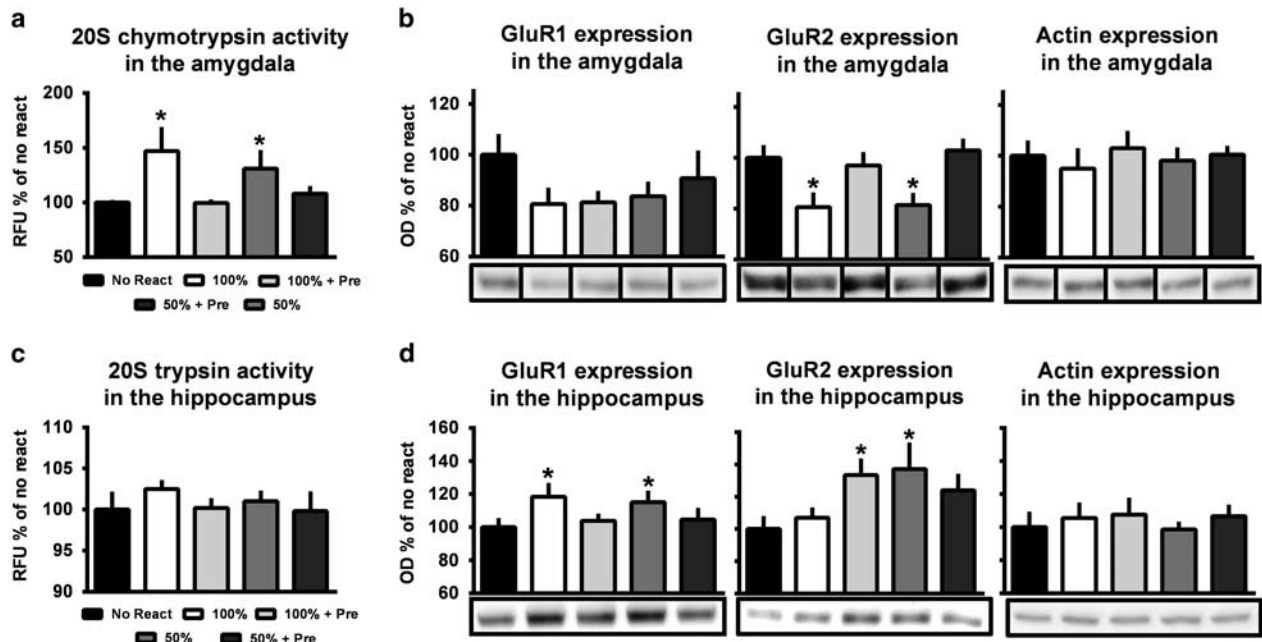 a
20S chymotrypsin activity
in the amygdala
RFU % of no react
200
150
100
50
* *
No React 100% 100% + Pre
50% + Pre 50%
b
GluR1 expression
in the amygdala
OD % of no react
120
100
80
60
GluR2 expression
in the amygdala
* *
Actin expression
in the amygdala
c
20S trypsin activity
in the hippocampus
RFU % of no react
110
105
100
95
90
No React 100% 100% + Pre
50% 50% + Pre
d
GluR1 expression
in the hippocampus
OD % of no react
160
140
120
100
80
60
* *
GluR2 expression
in the hippocampus
* *
Actin expression
in the hippocampus